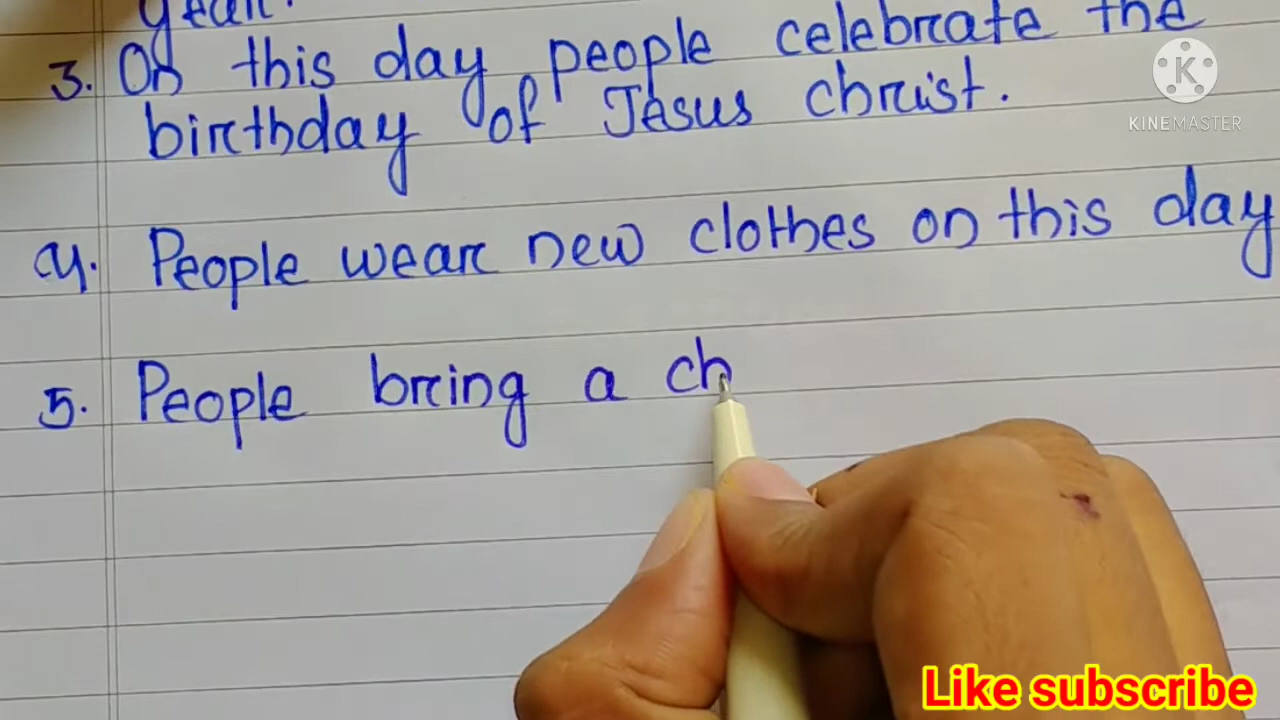 year.
3. On this day people celebrate the
birthday of Jesus christ.
4. People wear new clothes on this day
5. People bring a ch
KINEMASTER
Like subscribe